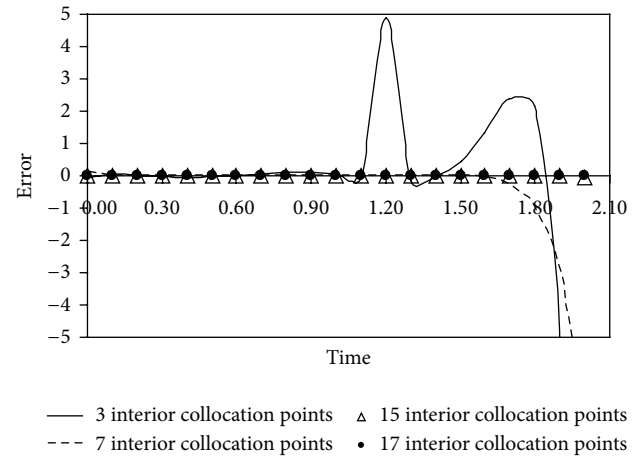 5
4
3
2
1
0
−1
−2
−3
−4
−5
Error
0.00 0.30 0.60 0.90 1.20 1.50 1.80 2.10
Time
3 interior collocation points
15 interior collocation points
7 interior collocation points
17 interior collocation points